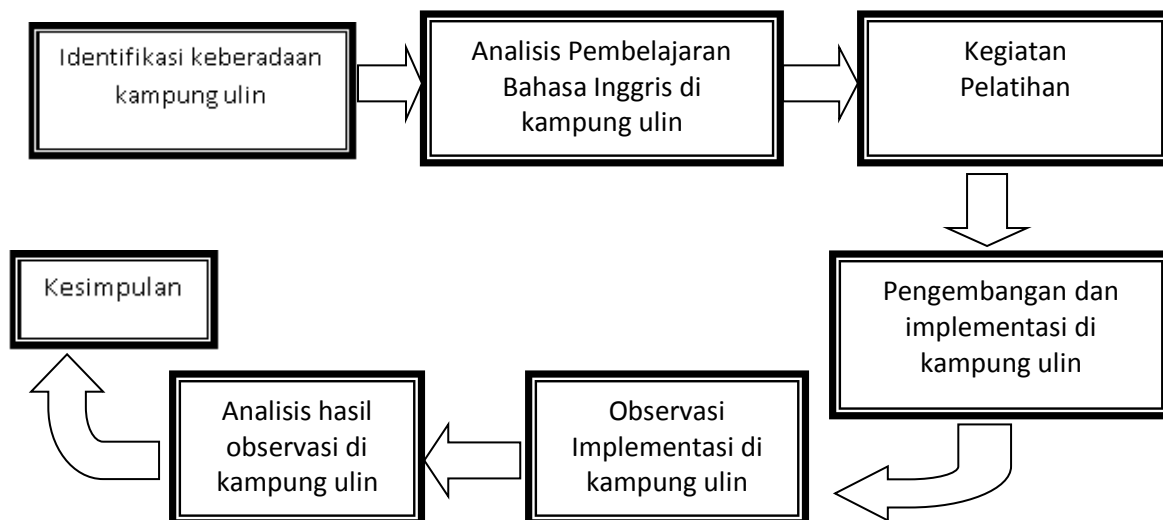 Identifikasi keberadaan
kampung ulin
Analisis Pembelajaran
Bahasa Inggris di
kampung ulin
Kegiatan
Pelatihan
Pengembangan dan
implementasi di
kampung ulin
Observasi
Implementasi di
kampung ulin
Analisis hasil
observasi di
kampung ulin
Kesimpulan